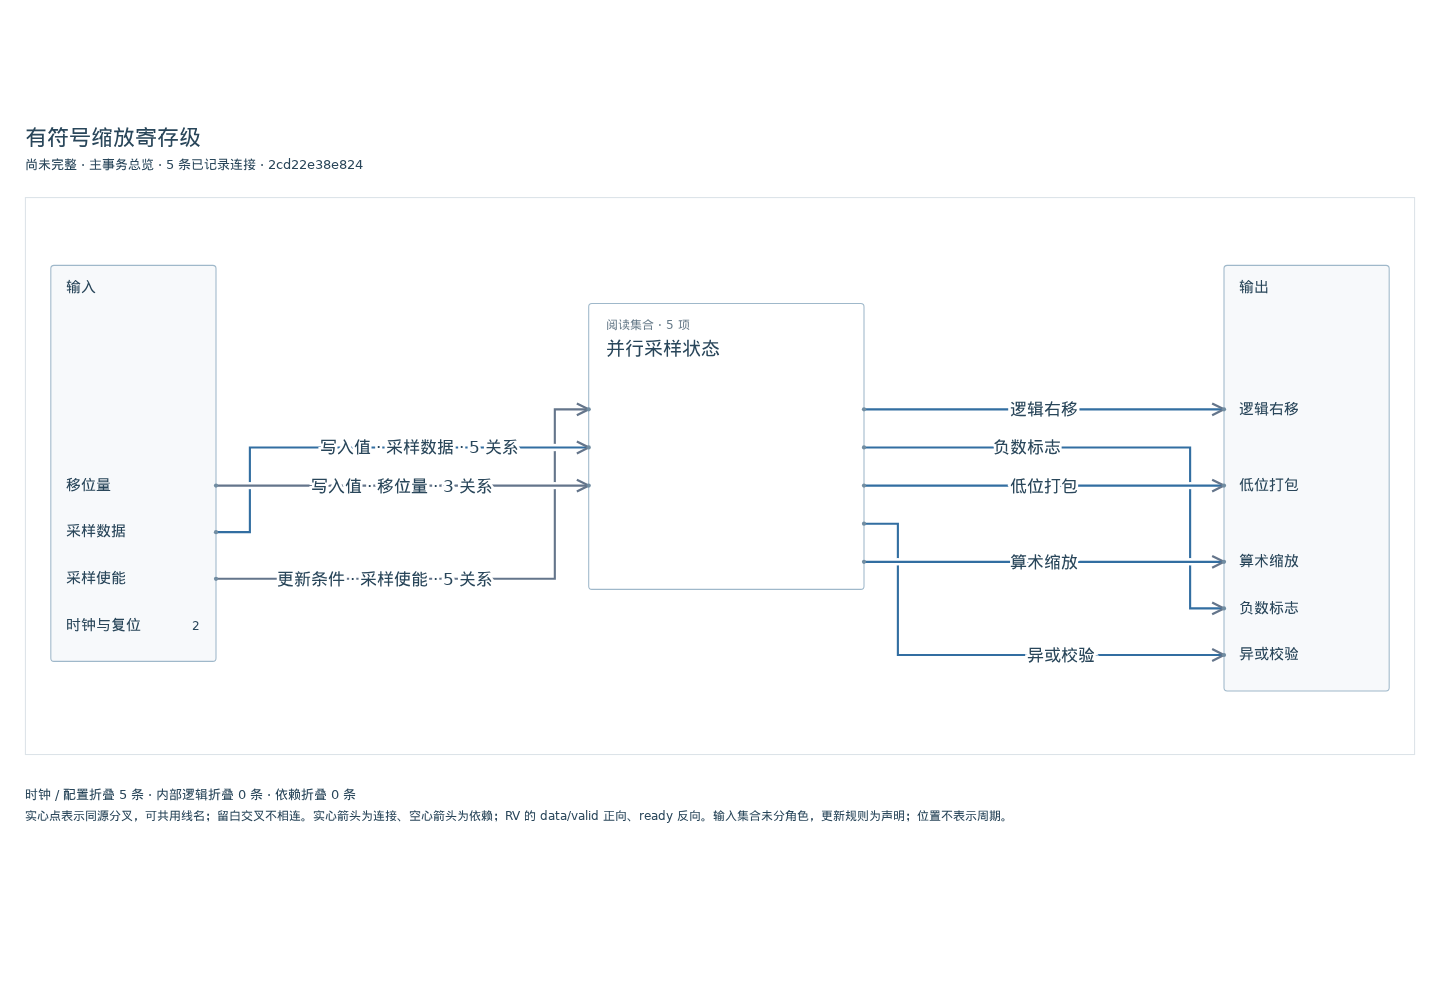 有符号缩放寄存级
尚未完整 · 主事务总览 · 5 条已记录连接 · 2cd22e38e824
输入
移位量
采样数据
采样使能
时钟与复位 2
写入值···采样数据···5 关系
写入值···移位量···3 关系
更新条件···采样使能···5 关系
阅读集合 · 5 项
并行采样状态
逻辑右移
负数标志
低位打包
算术缩放
异或校验
输出
逻辑右移
低位打包
算术缩放
负数标志
异或校验
时钟 / 配置折叠 5 条 · 内部逻辑折叠 0 条 · 依赖折叠 0 条
实心点表示同源分叉，可共用线名；留白交叉不相连。实心箭头为连接、空心箭头为依赖；RV 的 data/valid 正向、ready 反向。输入集合未分角色，更新规则为声明；位置不表示周期。